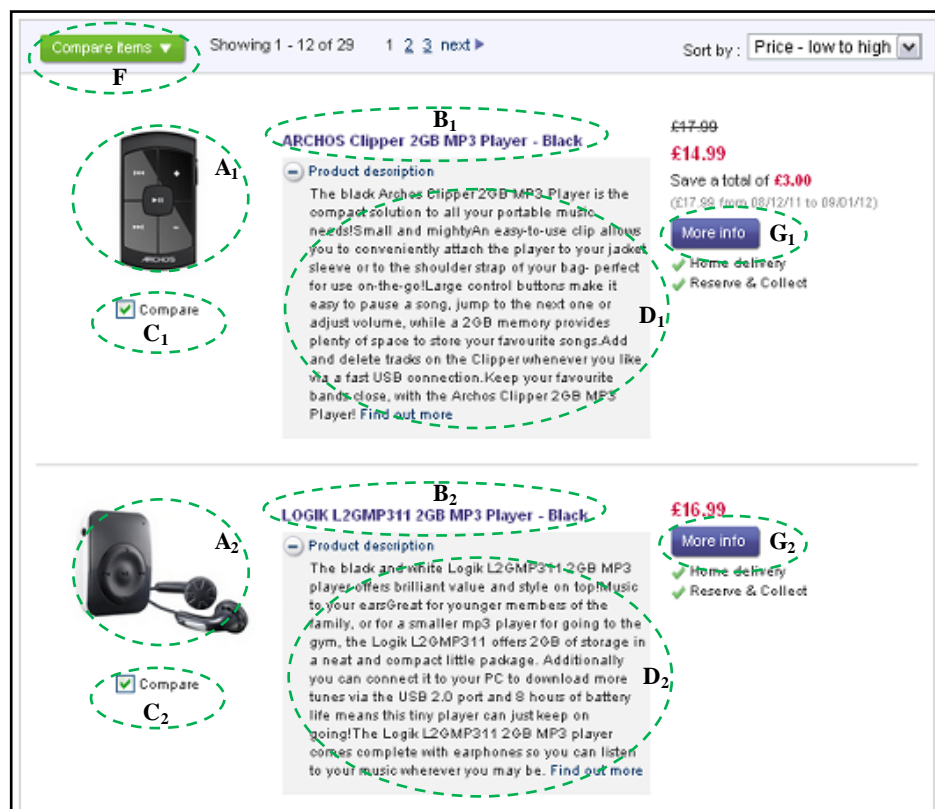 Compare items ▼ Showing 1 - 12 of 29 1 2 3 next ▶ Sort by : Price - low to high
F
B1
ARCHOS Clipper 2GB MP3 Player - Black
£17.99
A1
£14.99
Product description
Save a total of £3.00
(£17.99 from 08/12/11 to 09/01/12)
The black Archos Clipper 2GB MP3 Player is the
compact solution to all your portable music
needs!Small and mightyAn easy-to-use clip allows
you to conveniently attach the player to your jacket
sleeve or to the shoulder strap of your bag- perfect
for use on-the-go!Large control buttons make it
easy to pause a song, jump to the next one or
adjust volume, while a 2GB memory provides
plenty of space to store your favourite songs.Add
and delete tracks on the Clipper whenever you like
via a fast USB connection.Keep your favourite
bands close, with the Archos Clipper 2GB MP3
Player! Find out more
D1
More info G1
Home delivery
Reserve & Collect
ARCHOS
Compare
C1
B2
LOGIK L2GMP311 2GB MP3 Player - Black
£16.99
A2
Product description
More info G2
Home delivery
Reserve & Collect
The black and white Logik L2GMP311 2GB MP3
player offers brilliant value and style on top!Music
to your earsGreat for younger members of the
family, or for a smaller mp3 player for going to the
gym, the Logik L2GMP311 offers 2GB of storage in
a neat and compact little package. Additionally
you can connect it to your PC to download more
tunes via the USB 2.0 port and 8 hours of battery
life means this tiny player can just keep on
going!The Logik L2GMP311 2GB MP3 player
comes complete with earphones so you can listen
to your music wherever you may be. Find out more
D2
Compare
C2